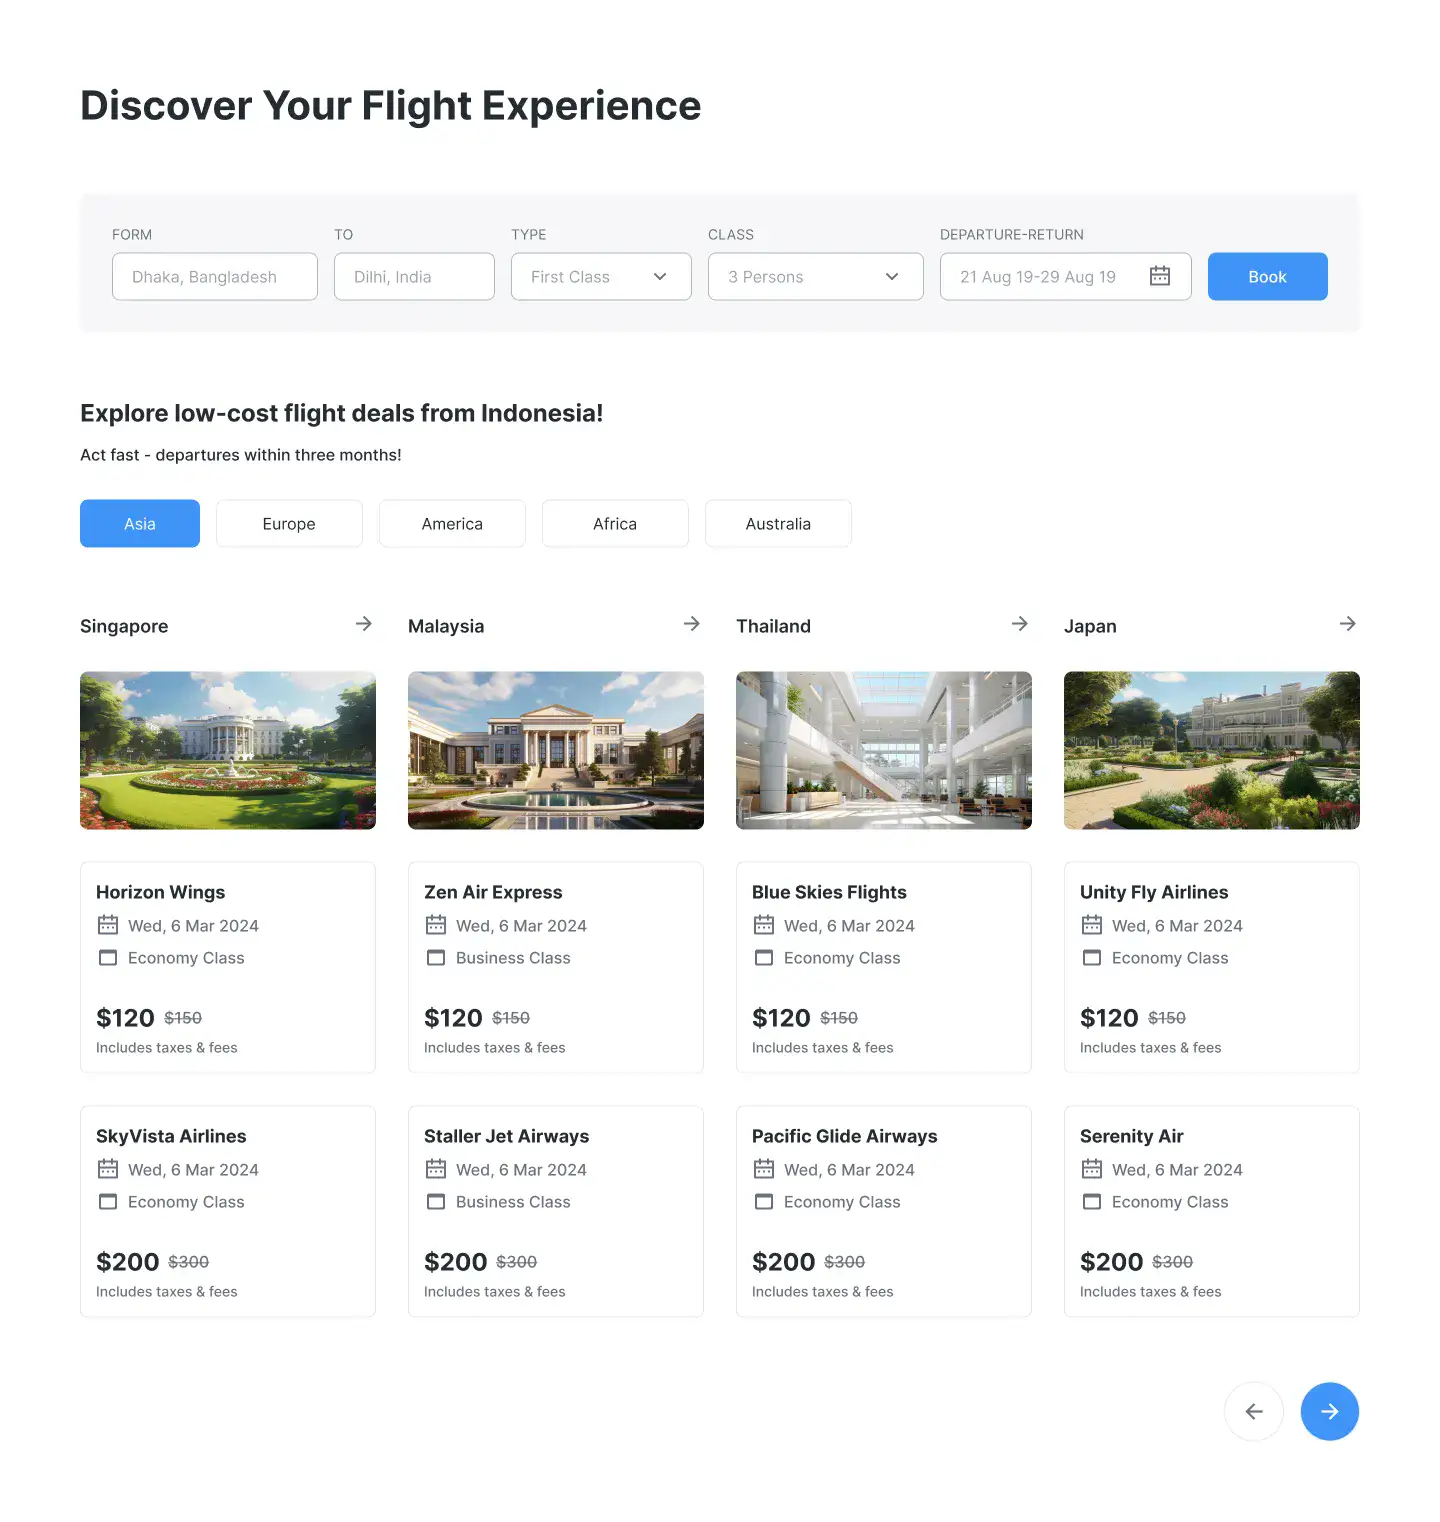 Discover Your Flight Experience
FORM
Dhaka, Bangladesh
TO
Dilhi, India
TYPE
First Class
CLASS
3 Persons
DEPARTURE-RETURN
21 Aug 19-29 Aug 19
Book
Explore low-cost flight deals from Indonesia!
Act fast - departures within three months!
Asia
Europe
America
Africa
Australia
Singapore
Malaysia
Thailand
Japan
Horizon Wings
Wed, 6 Mar 2024
Economy Class
$120 $150
Includes taxes & fees
Zen Air Express
Wed, 6 Mar 2024
Business Class
$120 $150
Includes taxes & fees
Blue Skies Flights
Wed, 6 Mar 2024
Economy Class
$120 $150
Includes taxes & fees
Unity Fly Airlines
Wed, 6 Mar 2024
Economy Class
$120 $150
Includes taxes & fees
SkyVista Airlines
Wed, 6 Mar 2024
Economy Class
$200 $300
Includes taxes & fees
Staller Jet Airways
Wed, 6 Mar 2024
Business Class
$200 $300
Includes taxes & fees
Pacific Glide Airways
Wed, 6 Mar 2024
Economy Class
$200 $300
Includes taxes & fees
Serenity Air
Wed, 6 Mar 2024
Economy Class
$200 $300
Includes taxes & fees